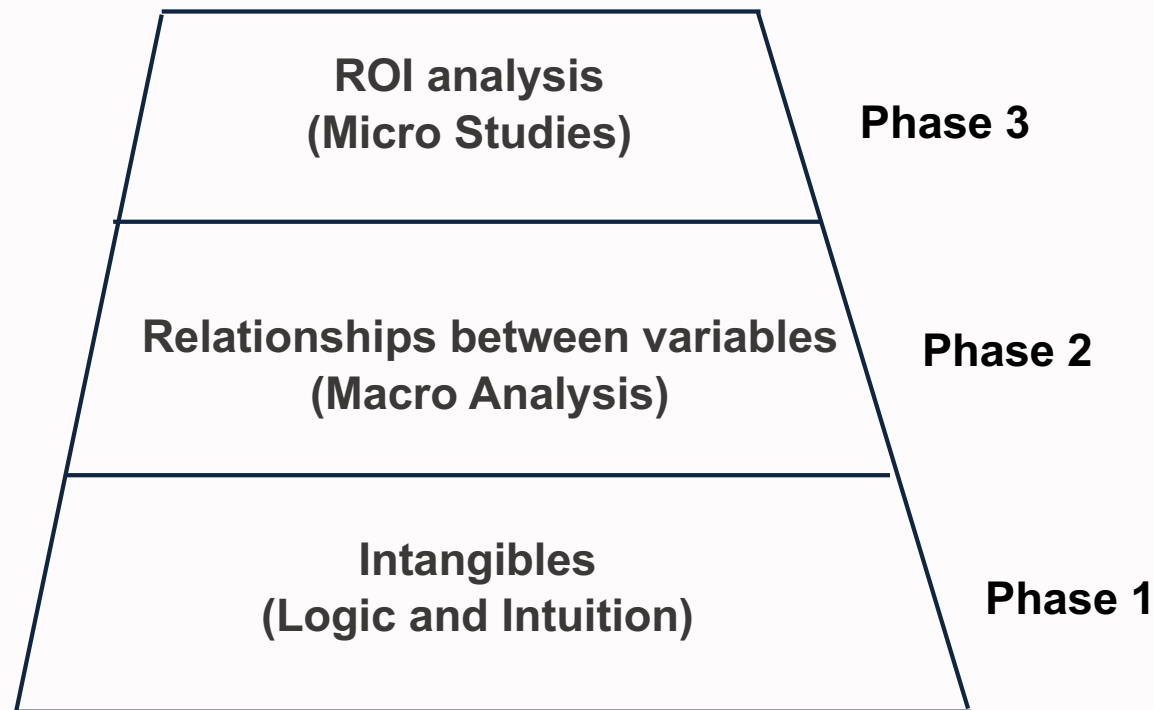 ROI analysis
(Micro Studies)
Phase 3
Relationships between variables
(Macro Analysis)
Phase 2
Intangibles
(Logic and Intuition)
Phase 1